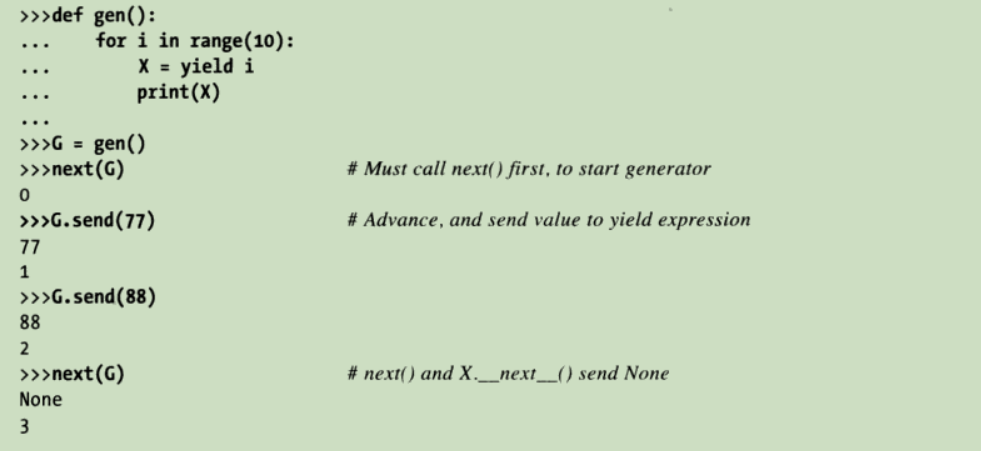 >>>def gen():
...     for i in range(10):
...         X = yield i
...         print(X)
...
>>>G = gen()
>>>next(G)                    # Must call next() first, to start generator
0
>>>G.send(77)                 # Advance, and send value to yield expression
77
1
>>>G.send(88)
88
2
>>>next(G)                    # next() and X.__next__() send None
None
3